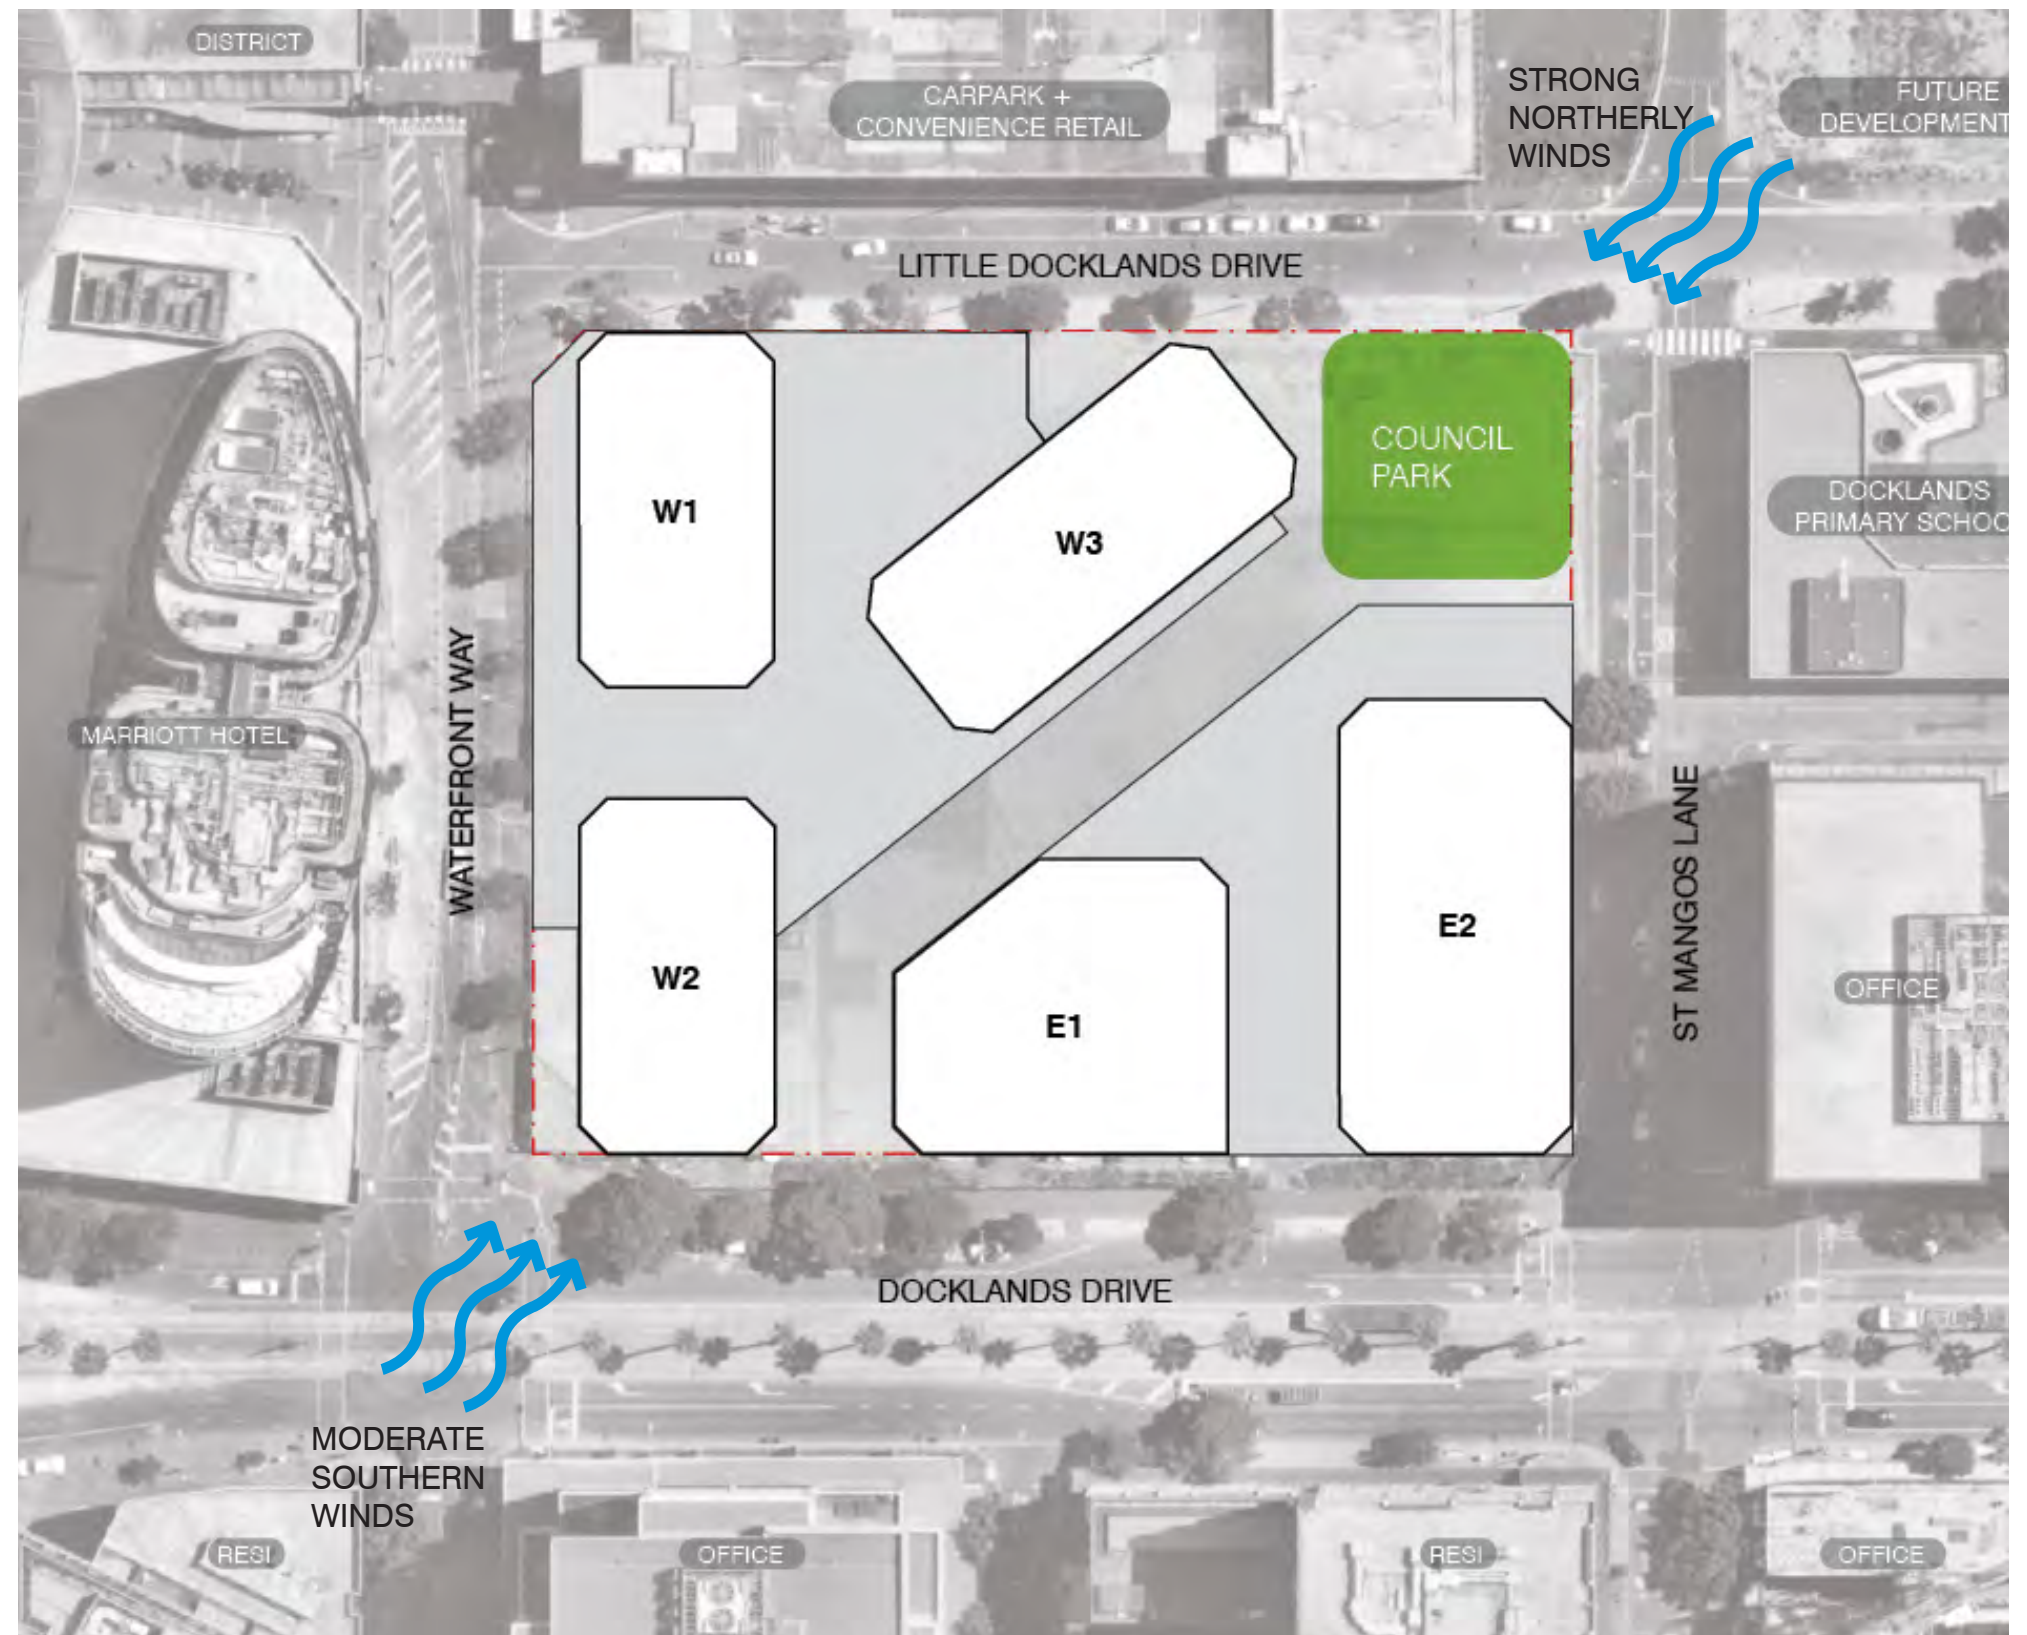 DISTRICT
CARPARK +
CONVENIENCE RETAIL
STRONG
NORTHERLY
WINDS
FUTURE
DEVELOPMENT
LITTLE DOCKLANDS DRIVE
W1
W3
COUNCIL
PARK
DOCKLANDS
PRIMARY SCHOO
WATERFRONT WAY
MARRIOTT HOTEL
W2
E1
E2
ST MANGOS LANE
OFFICE
DOCKLANDS DRIVE
MODERATE
SOUTHERN
WINDS
RESI
OFFICE
RESI
OFFICE